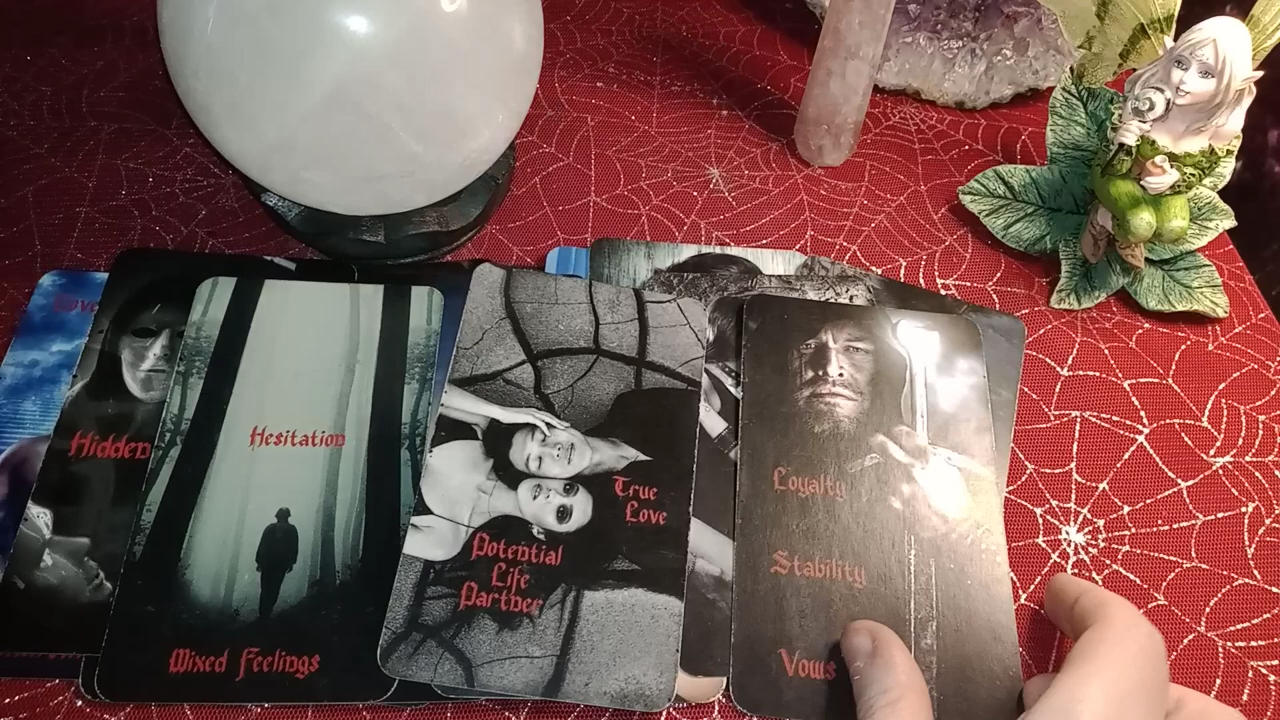 Hidden
Hesitation
Mixed Feelings
True
Love
Potential
Life
Partner
Loyalty
Stability
Vows